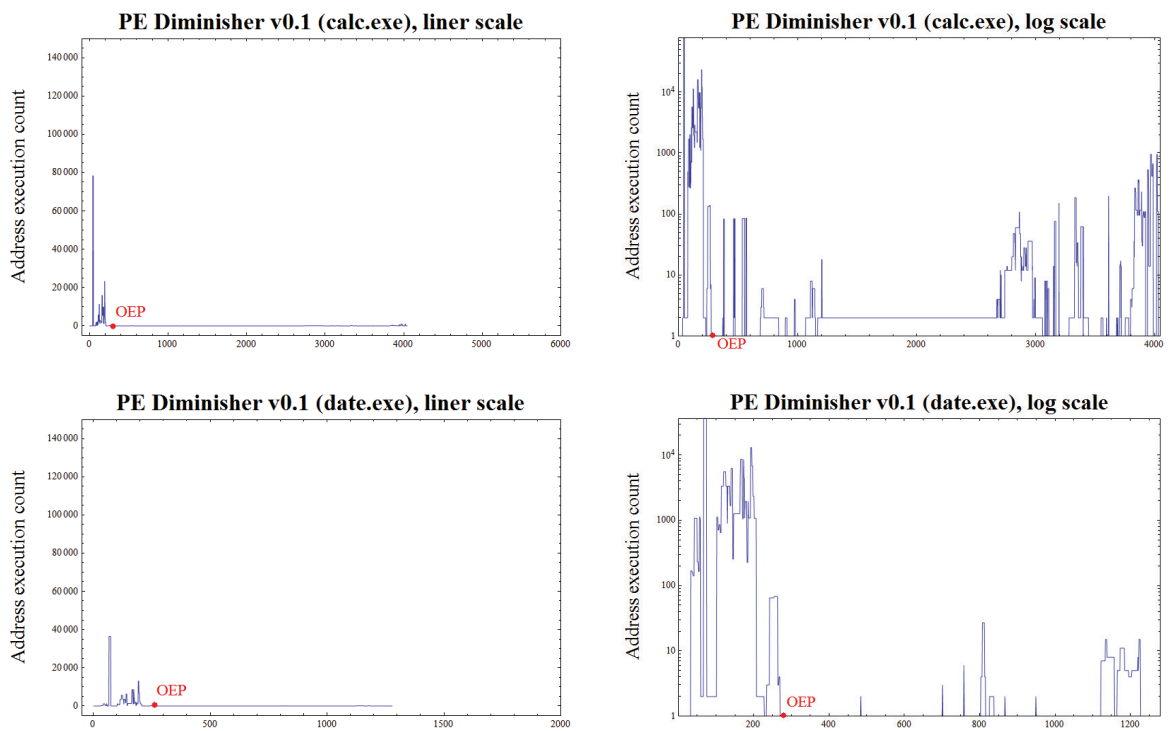 PE Diminisher v0.1 (calc.exe), liner scale
Address execution count
140 000
120 000
100 000
80 000
60 000
40 000
20 000
0
OEP
0 1000 2000 3000 4000 5000 6000
PE Diminisher v0.1 (calc.exe), log scale
Address execution count
10^4
1000
100
10
1
OEP
0 1000 2000 3000 4000
PE Diminisher v0.1 (date.exe), liner scale
Address execution count
140 000
120 000
100 000
80 000
60 000
40 000
20 000
0
OEP
0 500 1000 1500 2000
PE Diminisher v0.1 (date.exe), log scale
Address execution count
10^4
1000
100
10
1
OEP
200 400 600 800 1000 1200